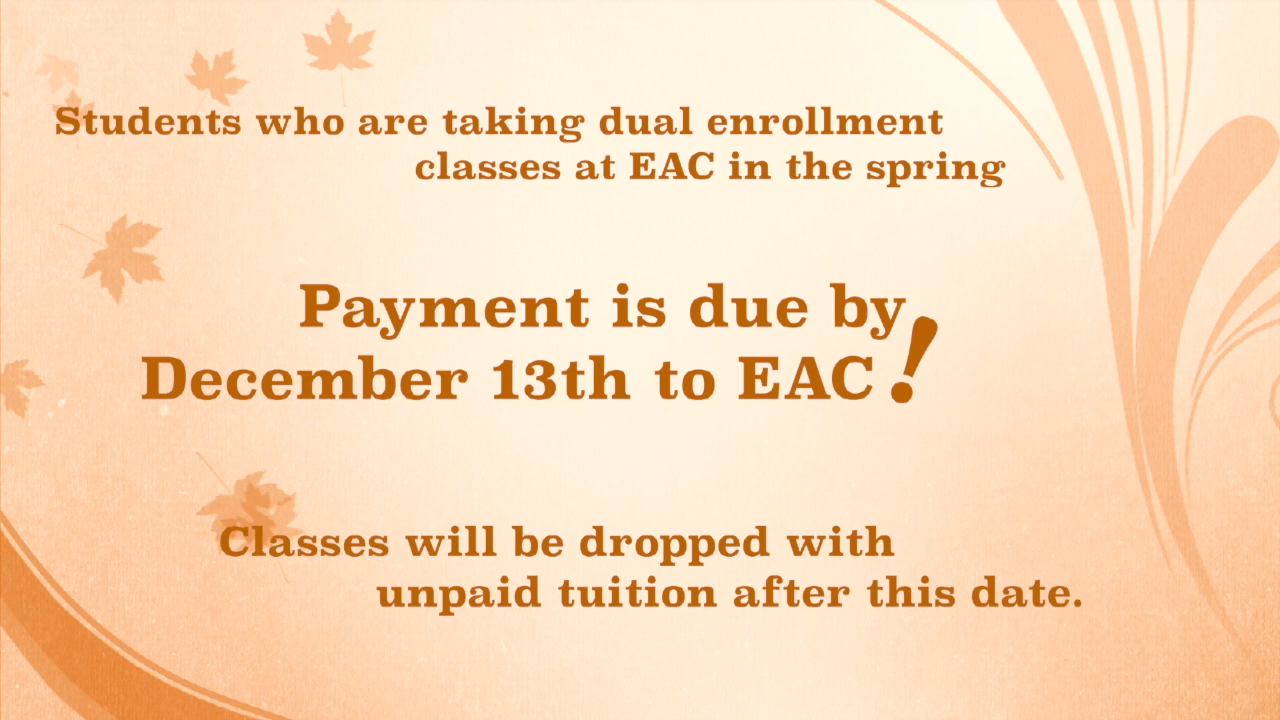 Students who are taking dual enrollment
classes at EAC in the spring
Payment is due by
December 13th to EAC!
Classes will be dropped with
unpaid tuition after this date.